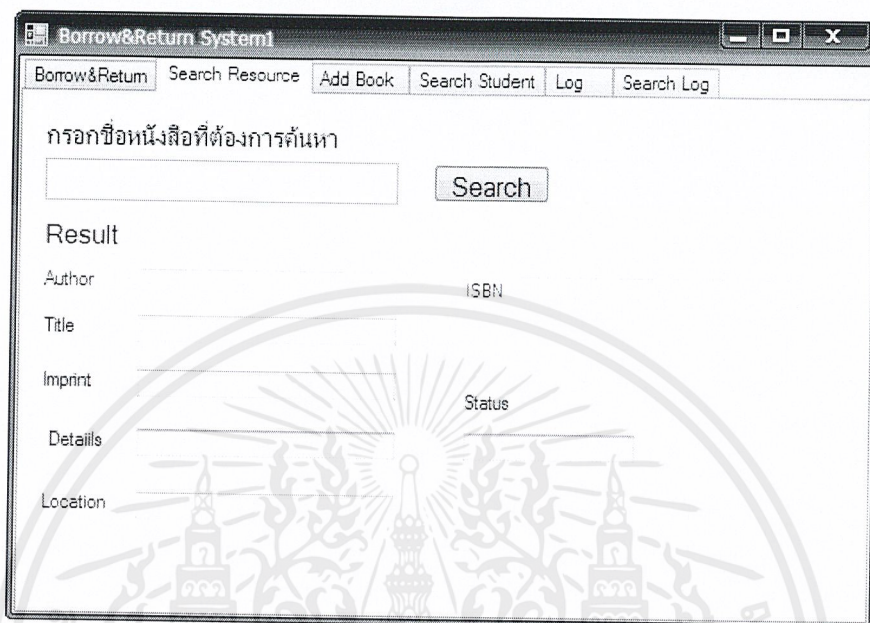 Borrow&Return System1
Borrow&Return Search Resource Add Book Search Student Log Search Log
กรอกชื่อหนังสือที่ต้องการค้นหา
Search
Result
Author
ISBN
Title
Imprint
Status
Detaiils
Location